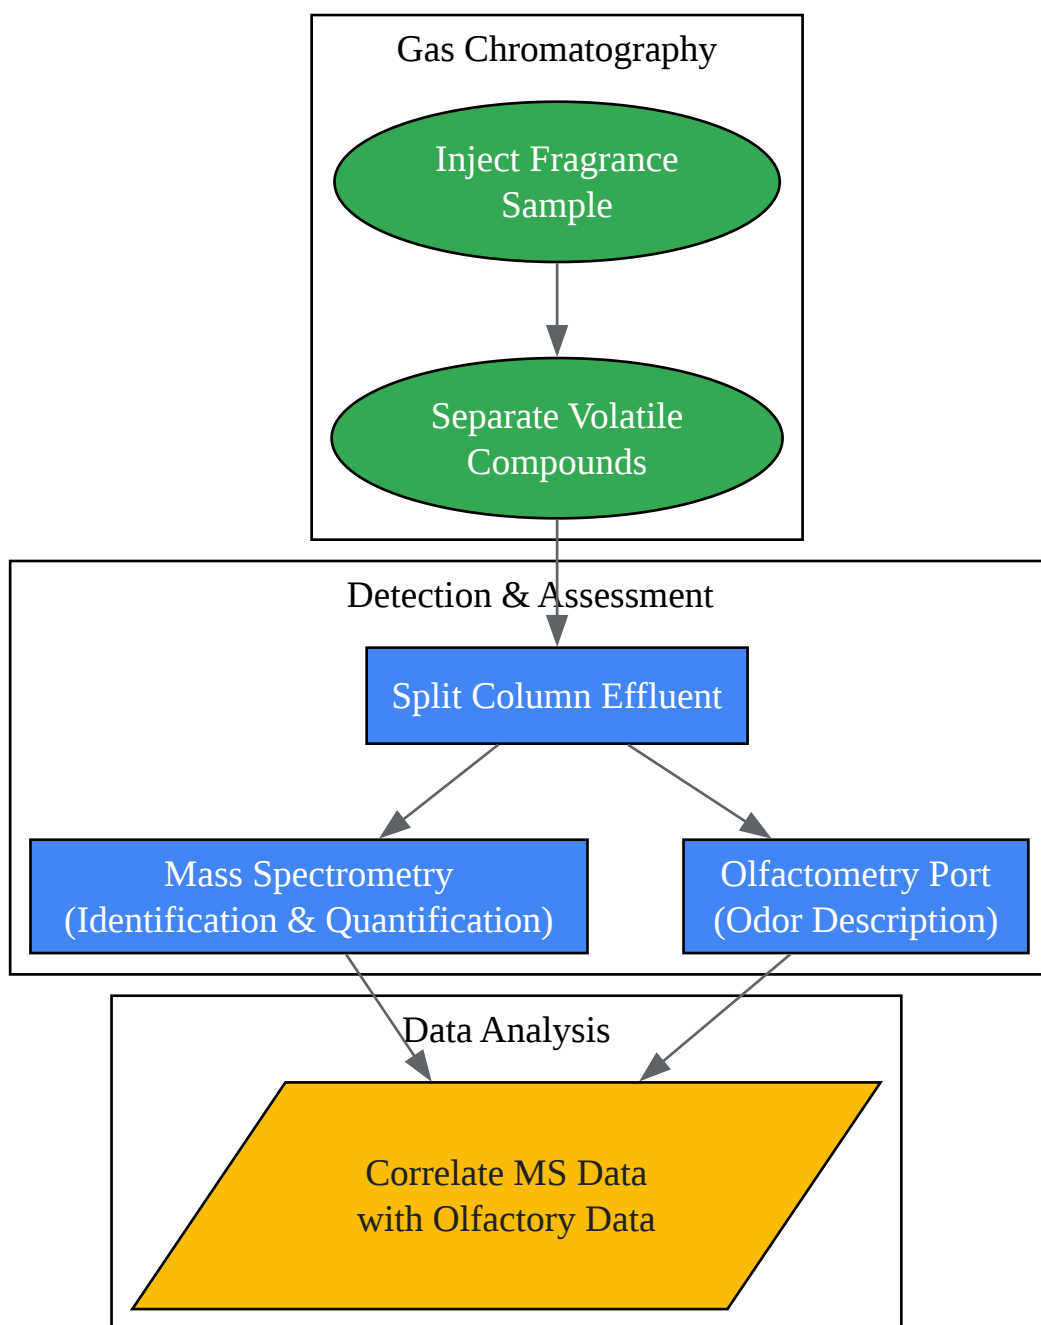 Gas Chromatography
Inject Fragrance
Sample
Separate Volatile
Compounds
Detection & Assessment
Split Column Effluent
Mass Spectrometry
(Identification & Quantification)
Olfactometry Port
(Odor Description)
Data Analysis
Correlate MS Data
with Olfactory Data